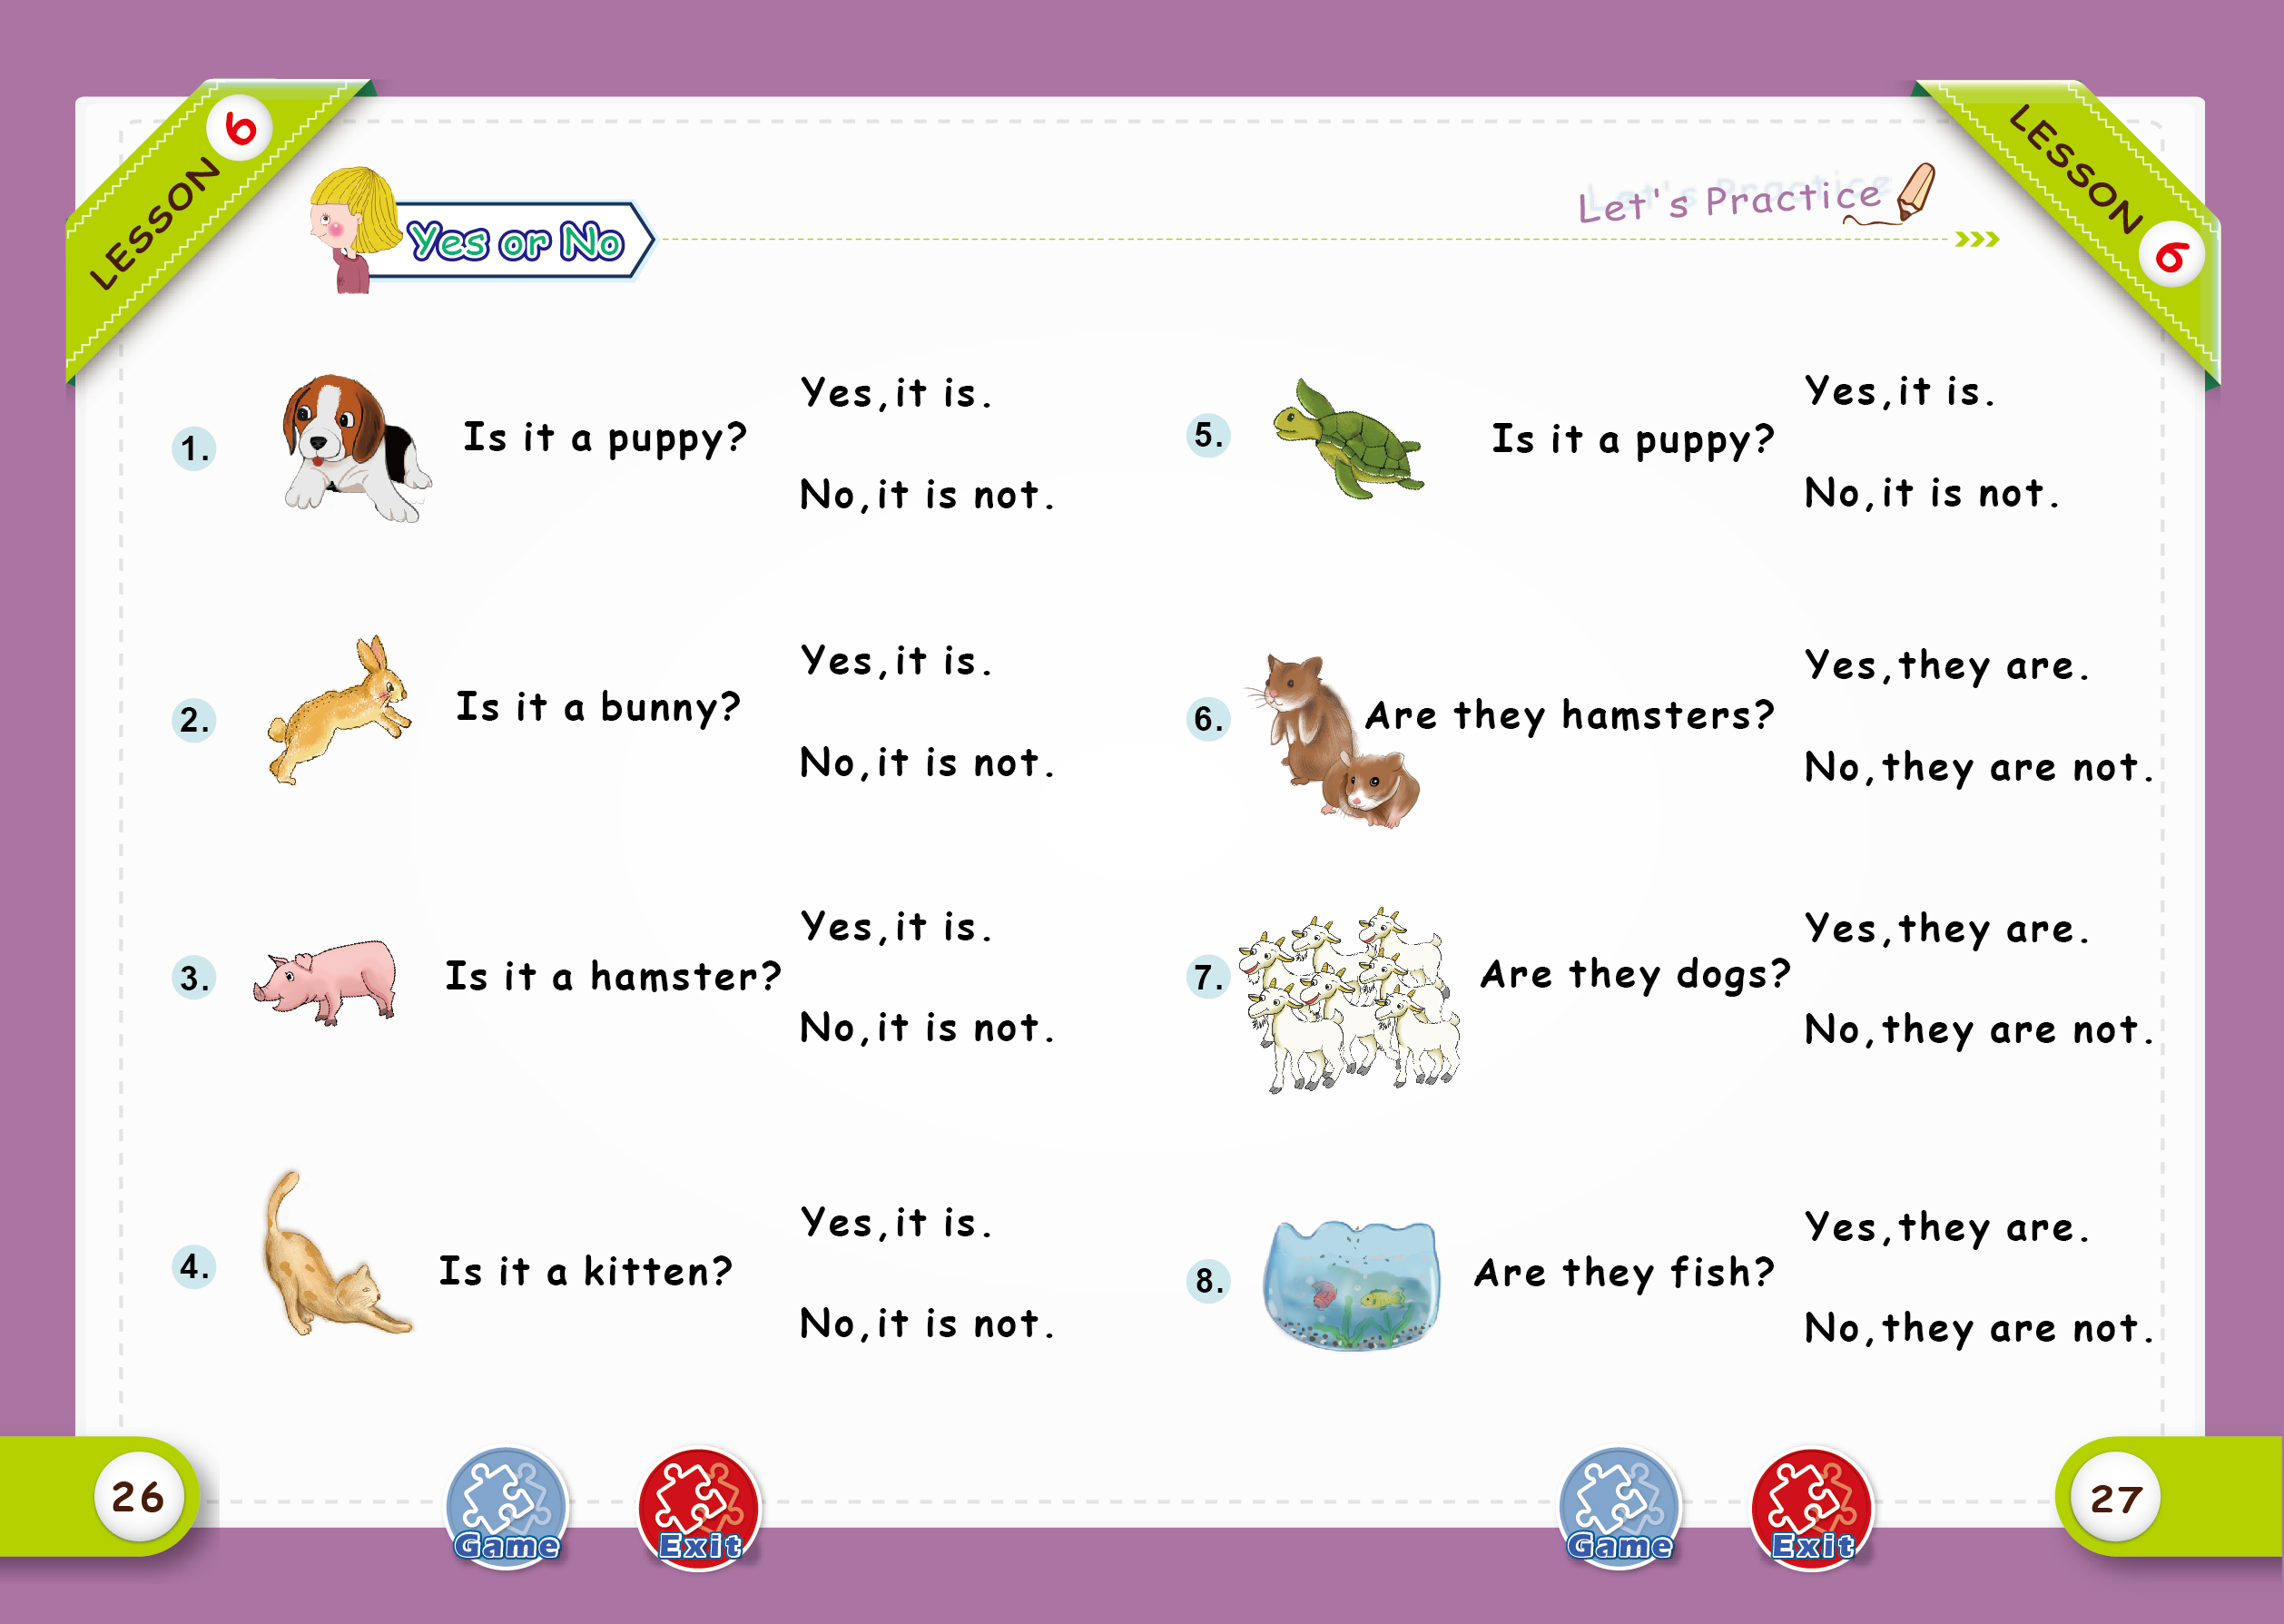 LESSON 6
Yes or No
1.
Is it a puppy?
Yes,it is.
No,it is not.
2.
Is it a bunny?
Yes,it is.
No,it is not.
3.
Is it a hamster?
Yes,it is.
No,it is not.
4.
Is it a kitten?
Yes,it is.
No,it is not.
26
Game
Exit
LESSON 6
Let's Practice
5.
Is it a puppy?
Yes,it is.
No,it is not.
6.
Are they hamsters?
Yes,they are.
No,they are not.
7.
Are they dogs?
Yes,they are.
No,they are not.
8.
Are they fish?
Yes,they are.
No,they are not.
Game
Exit
27